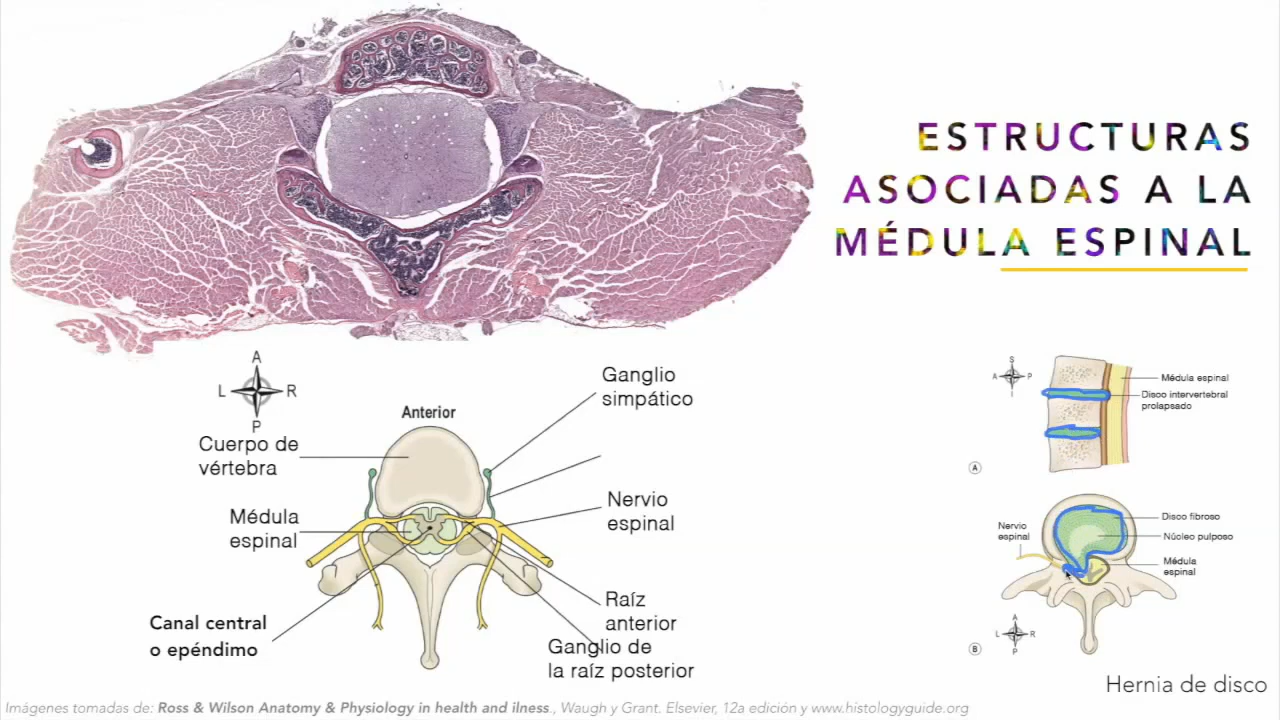 ESTRUCTURAS
ASOCIADAS A LA
MÉDULA ESPINAL
A
L R
P
Anterior
Ganglio
simpático
Cuerpo de
vértebra
Nervio
espinal
Médula
espinal
Raíz
anterior
Canal central
o epéndimo
Ganglio de
la raíz posterior
S
A P
I
Médula espinal
Disco intervertebral
prolapsado
A
Disco fibroso
Nervio
espinal
Núcleo pulposo
Médula
espinal
A
L R
P
B
Hernia de disco
Imágenes tomadas de: Ross & Wilson Anatomy & Physiology in health and ilness., Waugh y Grant. Elsevier, 12a edición y www.histologyguide.org